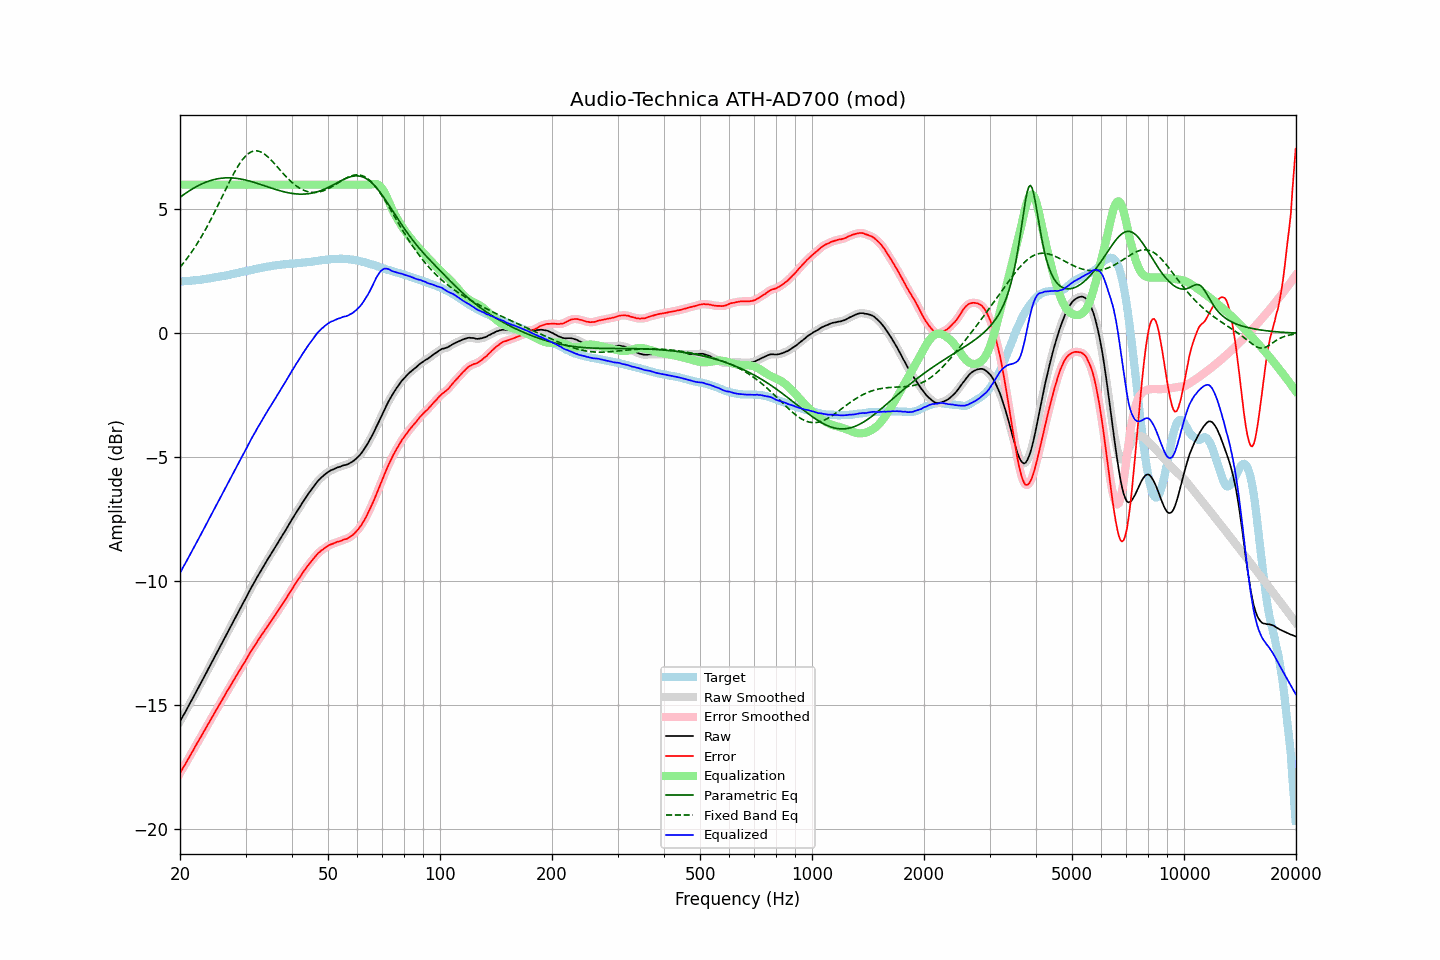 Audio-Technica ATH-AD700 (mod)
Amplitude (dBr)
5
0
−5
−10
−15
−20
Target
Raw Smoothed
Error Smoothed
Raw
Error
Equalization
Parametric Eq
Fixed Band Eq
Equalized
20 50 100 200 500 1000 2000 5000 10000 20000
Frequency (Hz)